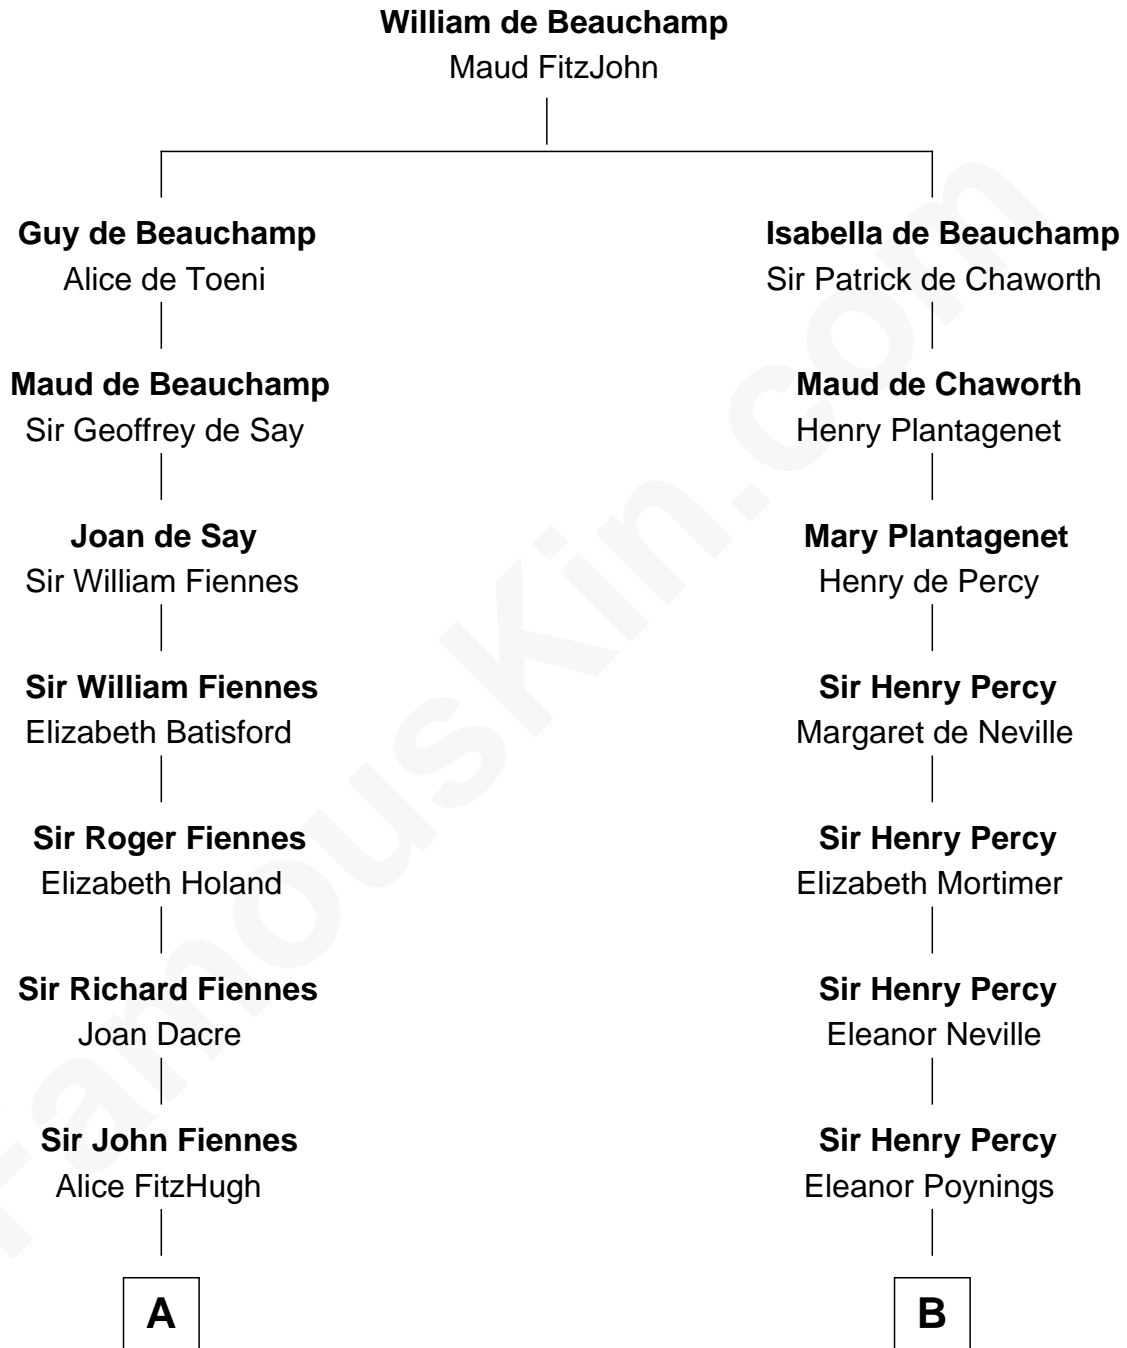 William de Beauchamp
Maud FitzJohn
Guy de Beauchamp
Alice de Toeni
Isabella de Beauchamp
Sir Patrick de Chaworth
Maud de Beauchamp
Sir Geoffrey de Say
Maud de Chaworth
Henry Plantagenet
Joan de Say
Sir William Fiennes
Mary Plantagenet
Henry de Percy
Sir William Fiennes
Elizabeth Batisford
Sir Henry Percy
Margaret de Neville
Sir Roger Fiennes
Elizabeth Holand
Sir Henry Percy
Elizabeth Mortimer
Sir Richard Fiennes
Joan Dacre
Sir Henry Percy
Eleanor Neville
Sir John Fiennes
Alice FitzHugh
Sir Henry Percy
Eleanor Poynings
A
B
FamousKin.com